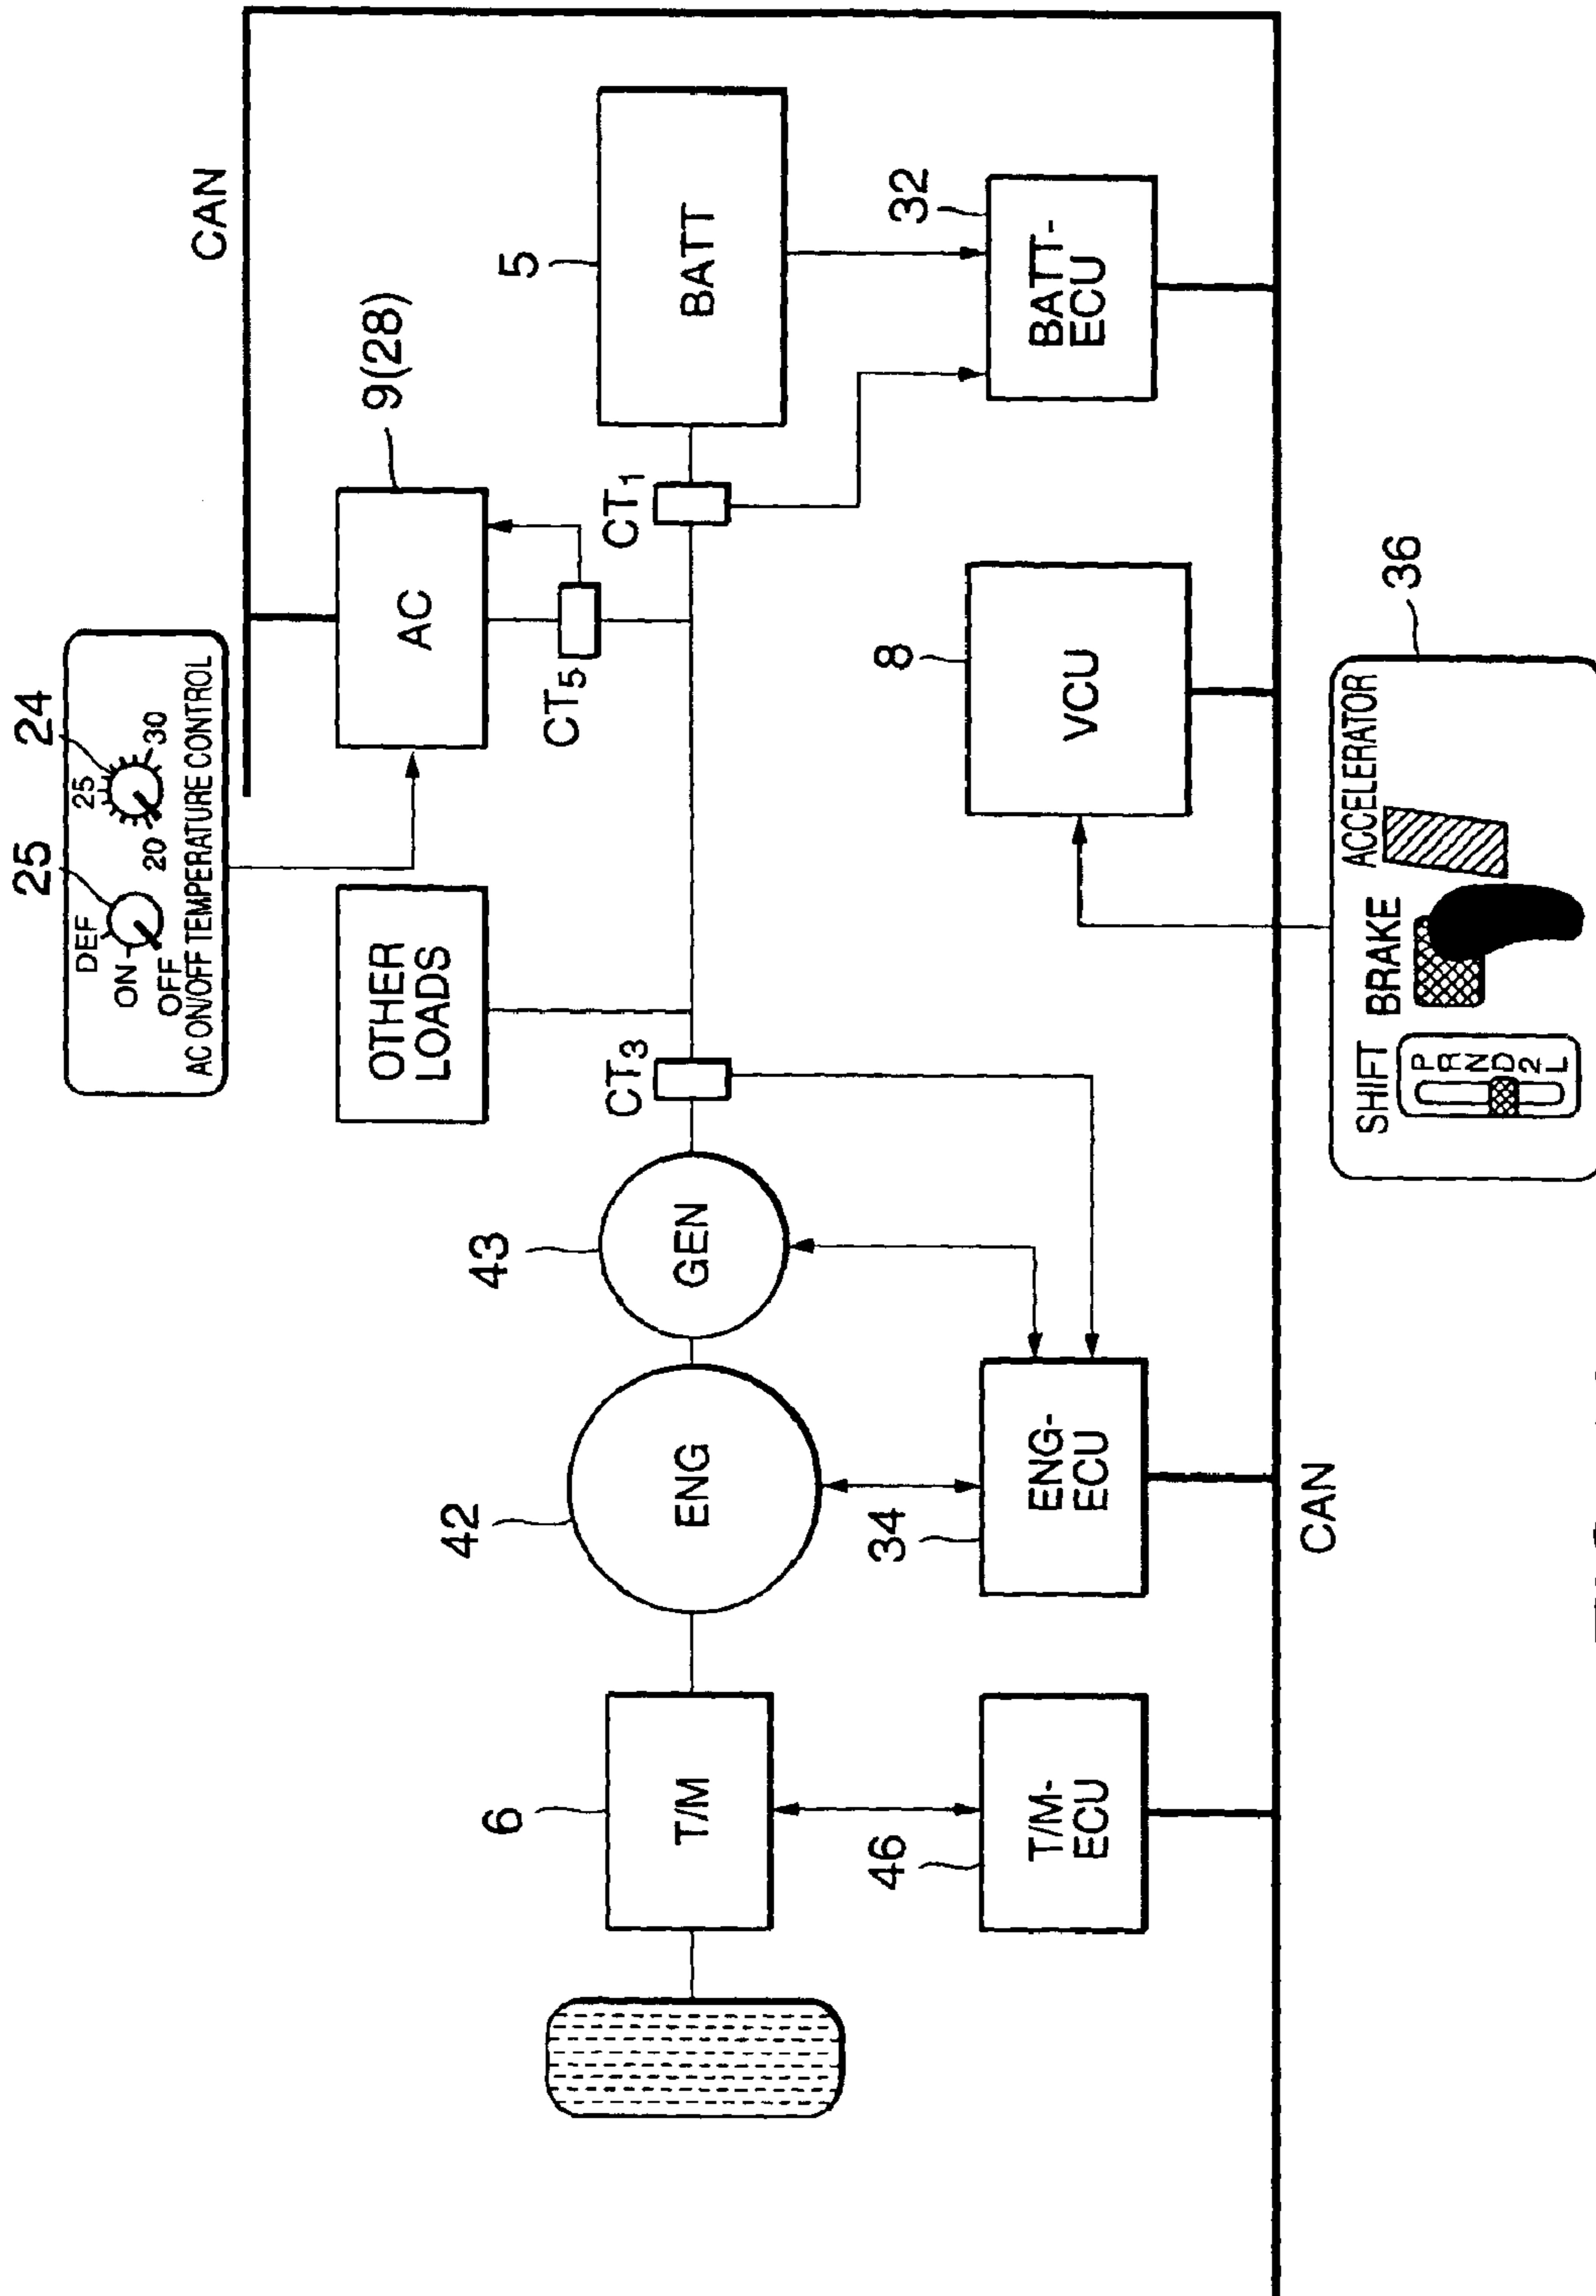 25
24
DEF
ON
OFF
20
25
30
AC ON/OFF TEMPERATURE CONTROL
CAN
OTHER
LOADS
AC
9(28)
CT5
6
T/M
42
ENG
43
GEN
CT3
CT1
5
BATT
46
T/M-
ECU
34
ENG-
ECU
8
VCU
32
BATT-
ECU
CAN
SHIFT
P
R
N
D
2
L
BRAKE
ACCELERATOR
36